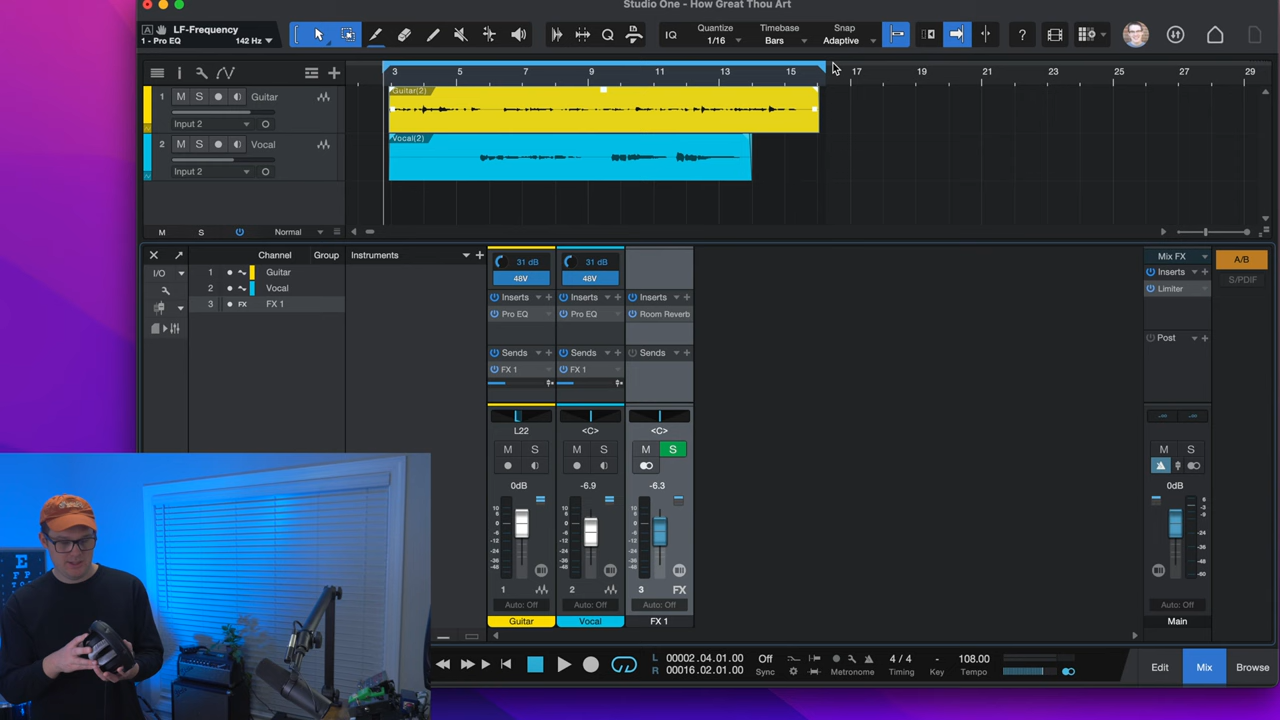 Studio One - How Great Thou Art
LF-Frequency
1 - Pro EQ 142 Hz
IQ Quantize 1/16 Timebase Bars Snap Adaptive ?
3 5 7 9 11 13 15 17 19 21 23 25 27 29
1 M S Guitar
Input 2
Guitar(2)
2 M S Vocal
Input 2
Vocal(2)
M S Normal
Channel Group Instruments
I/O
1 Guitar
2 Vocal
3 FX FX 1
31 dB 31 dB
48V 48V
Inserts Inserts Inserts
Pro EQ Pro EQ Room Reverb
Sends Sends Sends
FX 1 FX 1
L22 <C> <C>
M S M S M S
0dB -6.9 -6.3
1 2 3 FX
Auto: Off Auto: Off Auto: Off
Guitar Vocal FX 1
Mix FX A/B
Inserts S/PDIF
Limiter
Post
M S
0dB
Auto: Off
Main
L 00002.04.01.00 Off 4 / 4 - 108.00
R 00016.02.01.00 Sync Metronome Timing Key Tempo
Edit Mix Browse
E